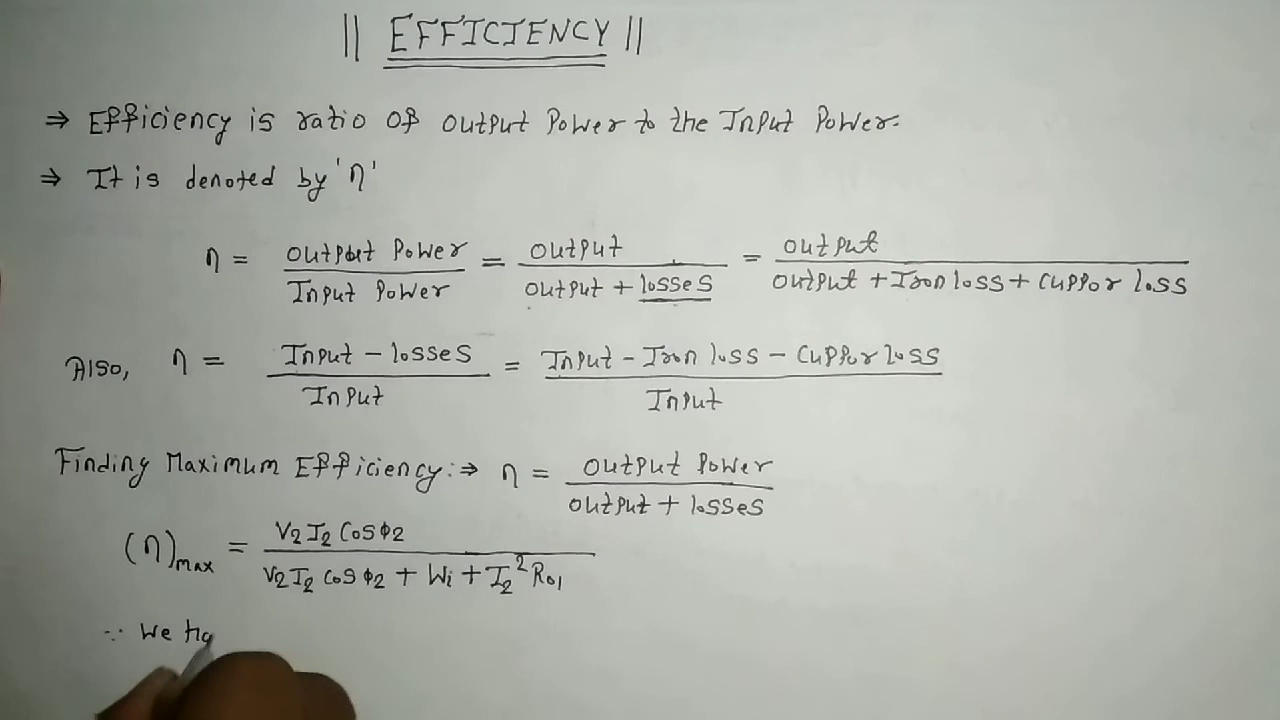 || EFFICIENCY ||
⇒ Efficiency is ratio of output Power to the Input Power.
⇒ It is denoted by 'η'
η = Output Power / Input Power = Output / Output + losses = Output / Output + Iron loss + Cuppor loss
Also, η = Input - losses / Input = Input - Iron loss - Cuppor loss / Input
Finding Maximum Efficiency:⇒ η = Output Power / Output + losses
(η)max = V2 I2 Cos Φ2 / V2 I2 Cos Φ2 + Wi + I2² R01
∵ We